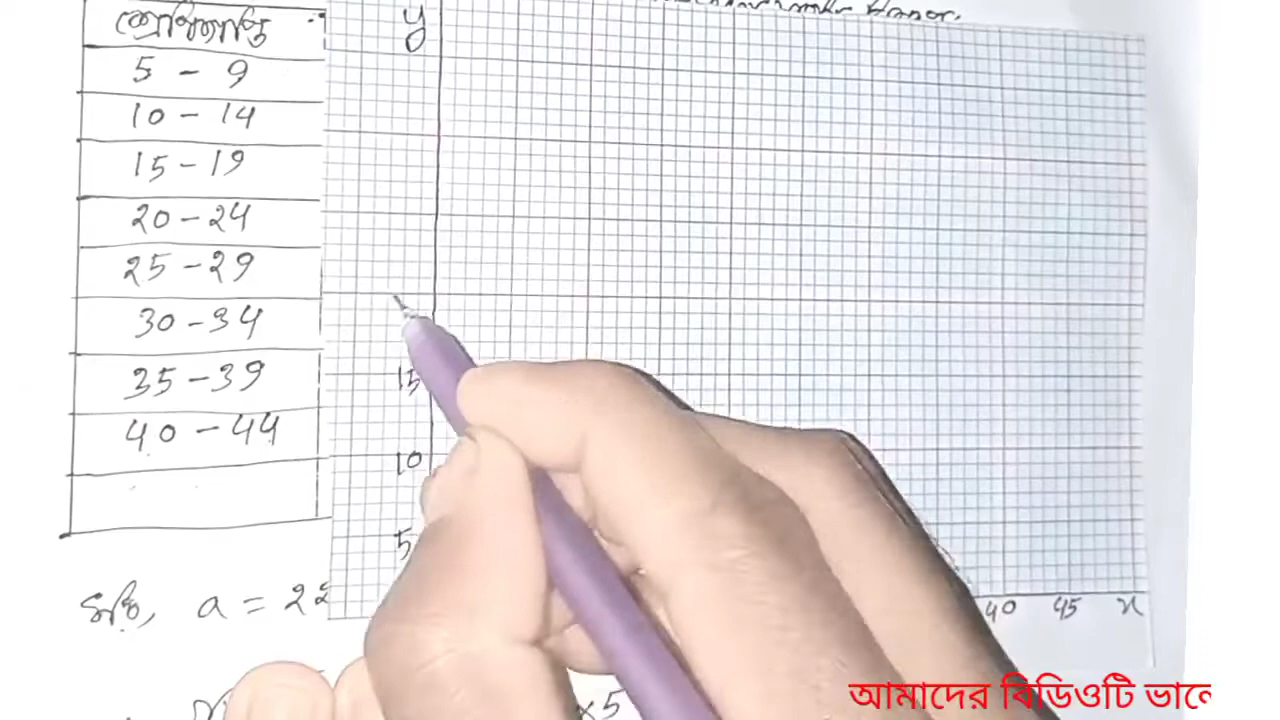 শ্রেণিব্যাপ্তি
y
5 - 9
10 - 14
15 - 19
20 - 24
25 - 29
30 - 34
35 - 39
40 - 44
15
10
5
40 45 x
a = 22
×5
আমাদের বিডিওটি ভালে